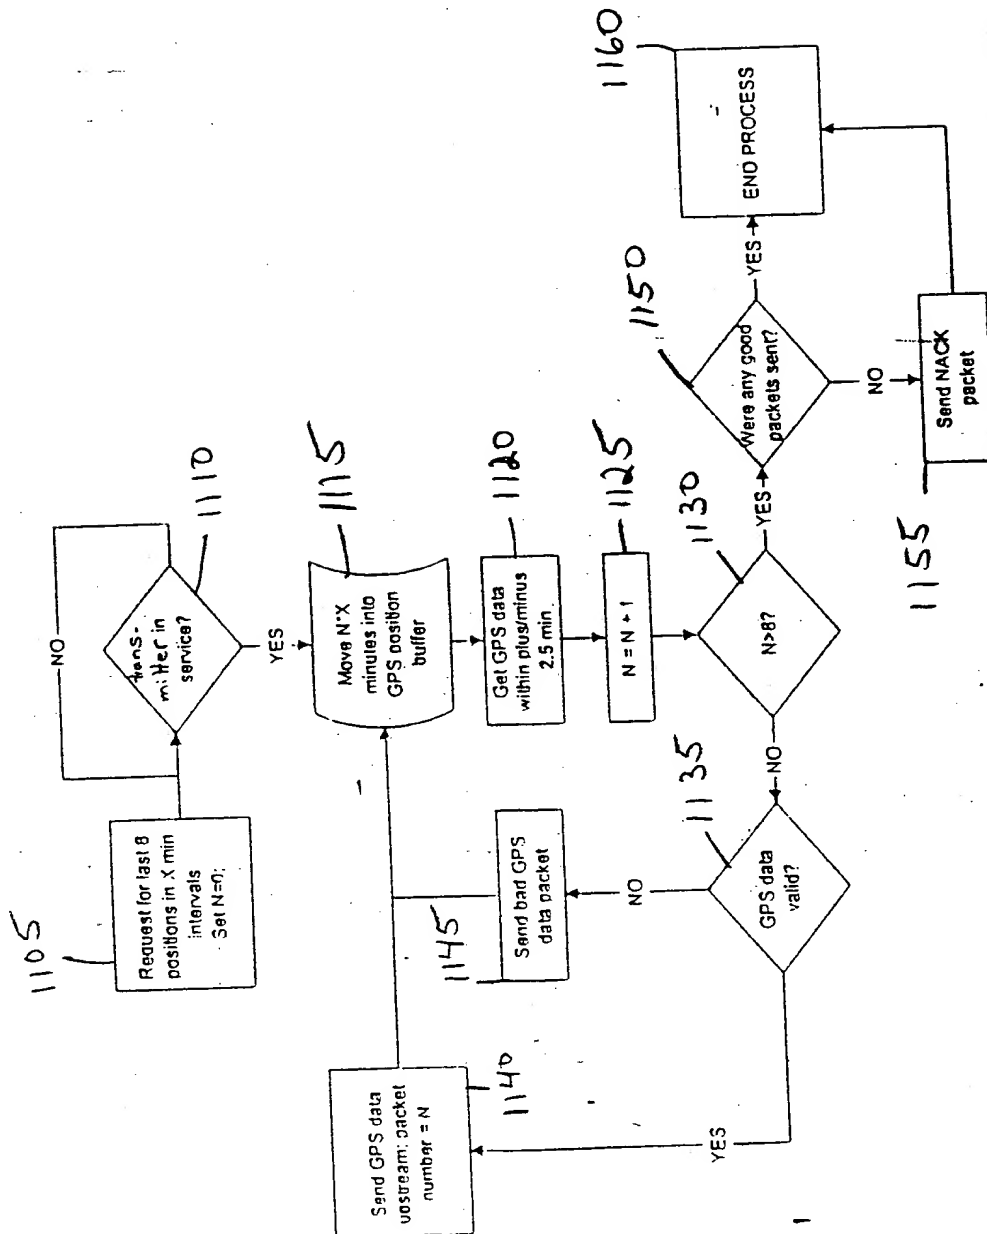 1105
Request for last 8
positions in X min
intervals
Set N=0;
NO
trans-
mitter in
service?
1110
YES
Move N*X
minutes into
GPS position
buffer
1115
Get GPS data
within plus/minus
2.5 min
1120
N = N + 1
1125
N>8?
1130
NO
YES
GPS data
valid?
1135
NO
YES
Send bad GPS
data packet
1145
Send GPS data
upstream; packet
number = N
1140
Were any good
packets sent?
1150
YES
NO
Send NACK
packet
1155
END PROCESS
1160